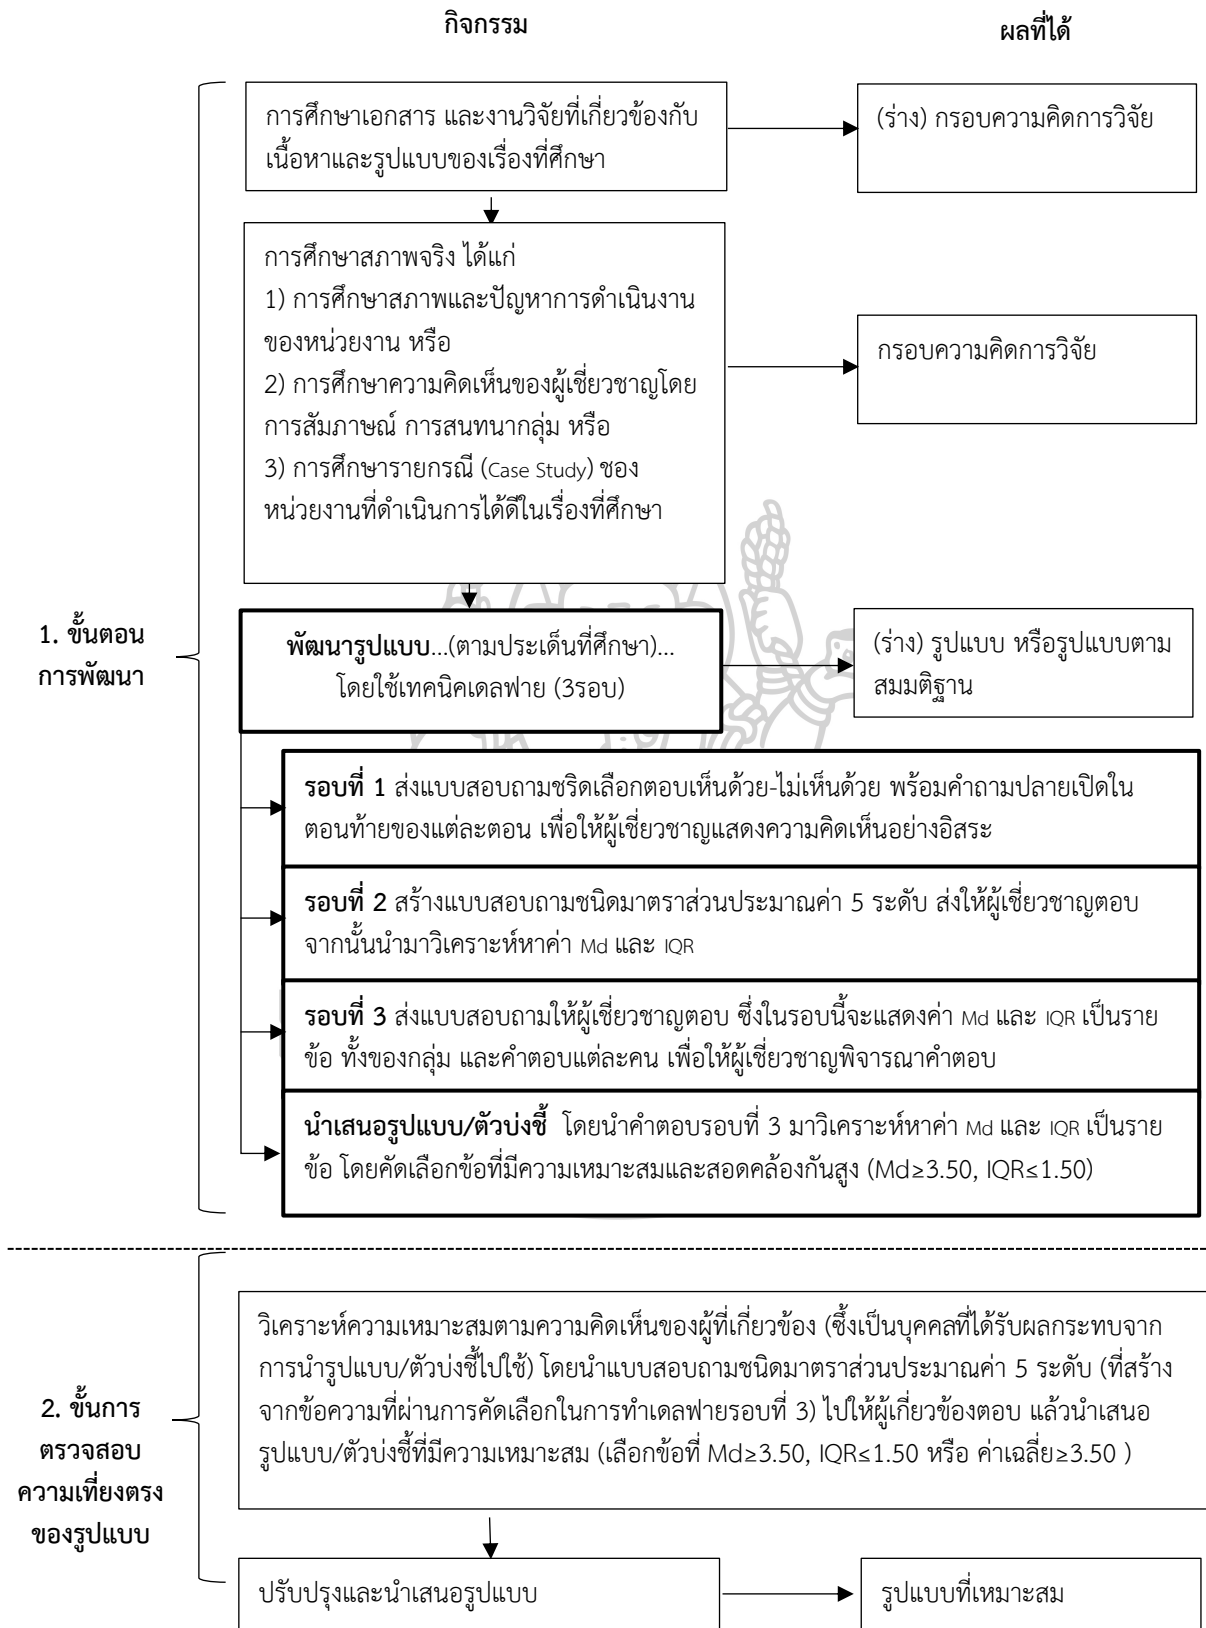 กิจกรรม
ผลที่ได้
การศึกษาเอกสาร และงานวิจัยที่เกี่ยวข้องกับ
เนื้อหาและรูปแบบของเรื่องที่ศึกษา
(ร่าง) กรอบความคิดการวิจัย
การศึกษาสภาพจริง ได้แก่
1) การศึกษาสภาพและปัญหาการดำเนินงาน
ของหน่วยงาน หรือ
2) การศึกษาความคิดเห็นของผู้เชี่ยวชาญโดย
การสัมภาษณ์ การสนทนากลุ่ม หรือ
3) การศึกษารายกรณี (Case Study) ชอง
หน่วยงานที่ดำเนินการได้ดีในเรื่องที่ศึกษา
กรอบความคิดการวิจัย
1. ขั้นตอน
การพัฒนา
พัฒนารูปแบบ...(ตามประเด็นที่ศึกษา)...
โดยใช้เทคนิคเดลฟาย (3รอบ)
(ร่าง) รูปแบบ หรือรูปแบบตาม
สมมติฐาน
รอบที่ 1 ส่งแบบสอบถามชริดเลือกตอบเห็นด้วย-ไม่เห็นด้วย พร้อมคำถามปลายเปิดใน
ตอนท้ายของแต่ละตอน เพื่อให้ผู้เชี่ยวชาญแสดงความคิดเห็นอย่างอิสระ
รอบที่ 2 สร้างแบบสอบถามชนิดมาตราส่วนประมาณค่า 5 ระดับ ส่งให้ผู้เชี่ยวชาญตอบ
จากนั้นนำมาวิเคราะห์หาค่า Md และ IQR
รอบที่ 3 ส่งแบบสอบถามให้ผู้เชี่ยวชาญตอบ ซึ่งในรอบนี้จะแสดงค่า Md และ IQR เป็นราย
ข้อ ทั้งของกลุ่ม และคำตอบแต่ละคน เพื่อให้ผู้เชี่ยวชาญพิจารณาคำตอบ
นำเสนอรูปแบบ/ตัวบ่งชี้ โดยนำคำตอบรอบที่ 3 มาวิเคราะห์หาค่า Md และ IQR เป็นราย
ข้อ โดยคัดเลือกข้อที่มีความเหมาะสมและสอดคล้องกันสูง (Md≥3.50, IQR≤1.50)
2. ขั้นการ
ตรวจสอบ
ความเที่ยงตรง
ของรูปแบบ
วิเคราะห์ความเหมาะสมตามความคิดเห็นของผู้ที่เกี่ยวข้อง (ซึ้งเป็นบุคคลที่ได้รับผลกระทบจาก
การนำรูปแบบ/ตัวบ่งชี้ไปใช้) โดยนำแบบสอบถามชนิดมาตราส่วนประมาณค่า 5 ระดับ (ที่สร้าง
จากข้อความที่ผ่านการคัดเลือกในการทำเดลฟายรอบที่ 3) ไปให้ผู้เกี่ยวข้องตอบ แล้วนำเสนอ
รูปแบบ/ตัวบ่งชี้ที่มีความเหมาะสม (เลือกข้อที่ Md≥3.50, IQR≤1.50 หรือ ค่าเฉลี่ย≥3.50 )
ปรับปรุงและนำเสนอรูปแบบ
รูปแบบที่เหมาะสม